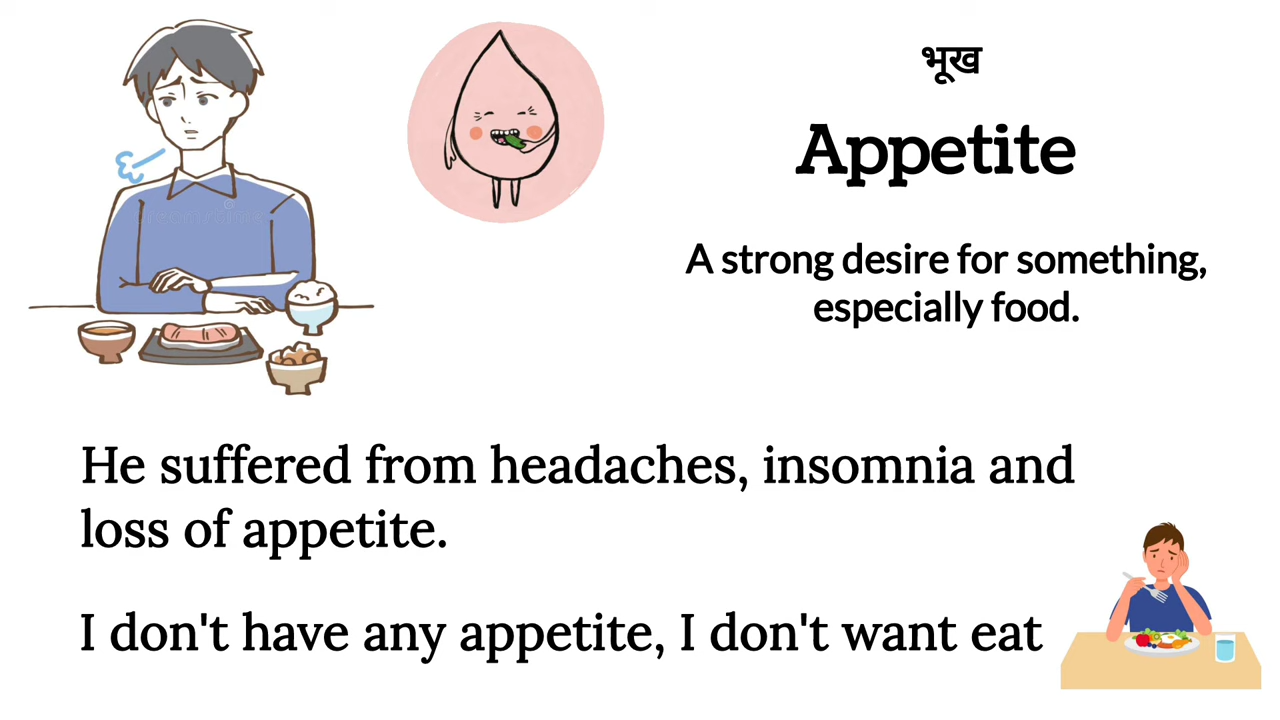 भूख
Appetite
A strong desire for something,
especially food.
He suffered from headaches, insomnia and
loss of appetite.
I don't have any appetite, I don't want eat